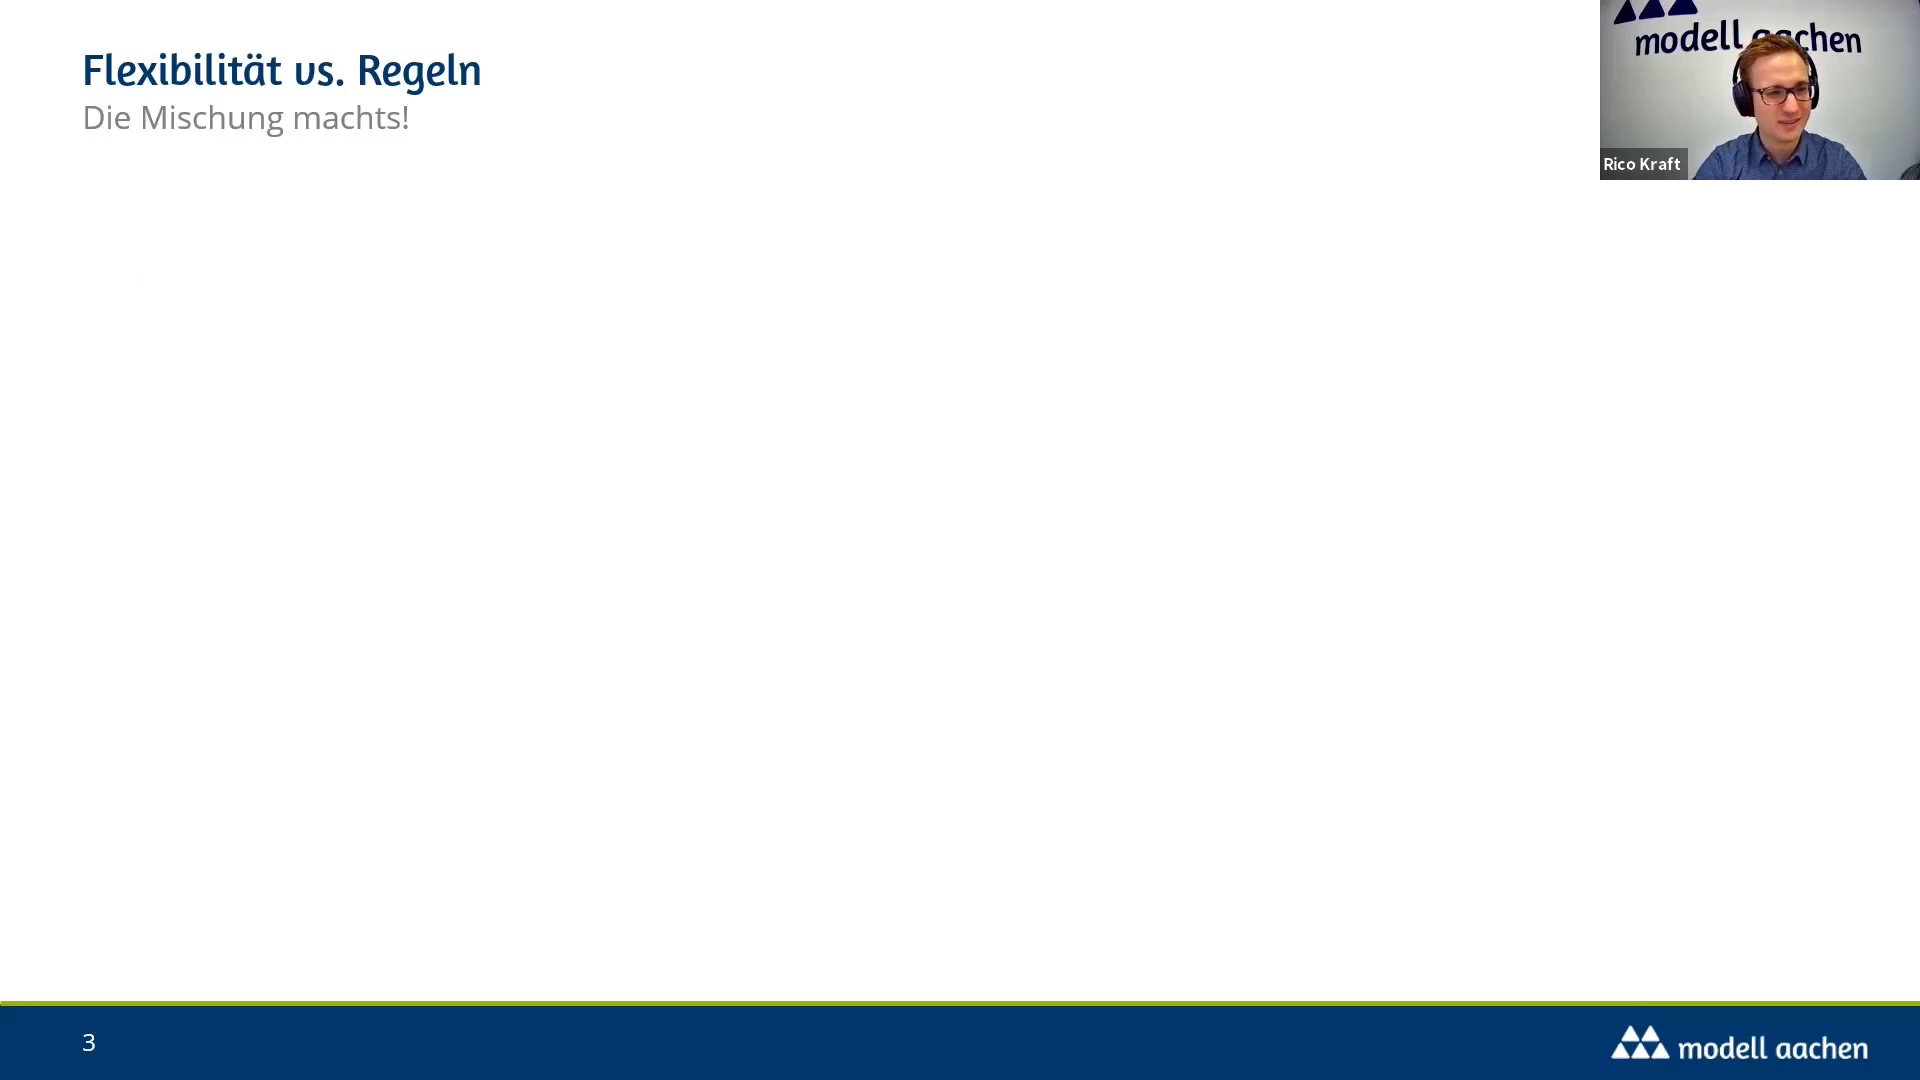 Flexibilität vs. Regeln
Die Mischung machts!
modell aachen
Rico Kraft
3
modell aachen